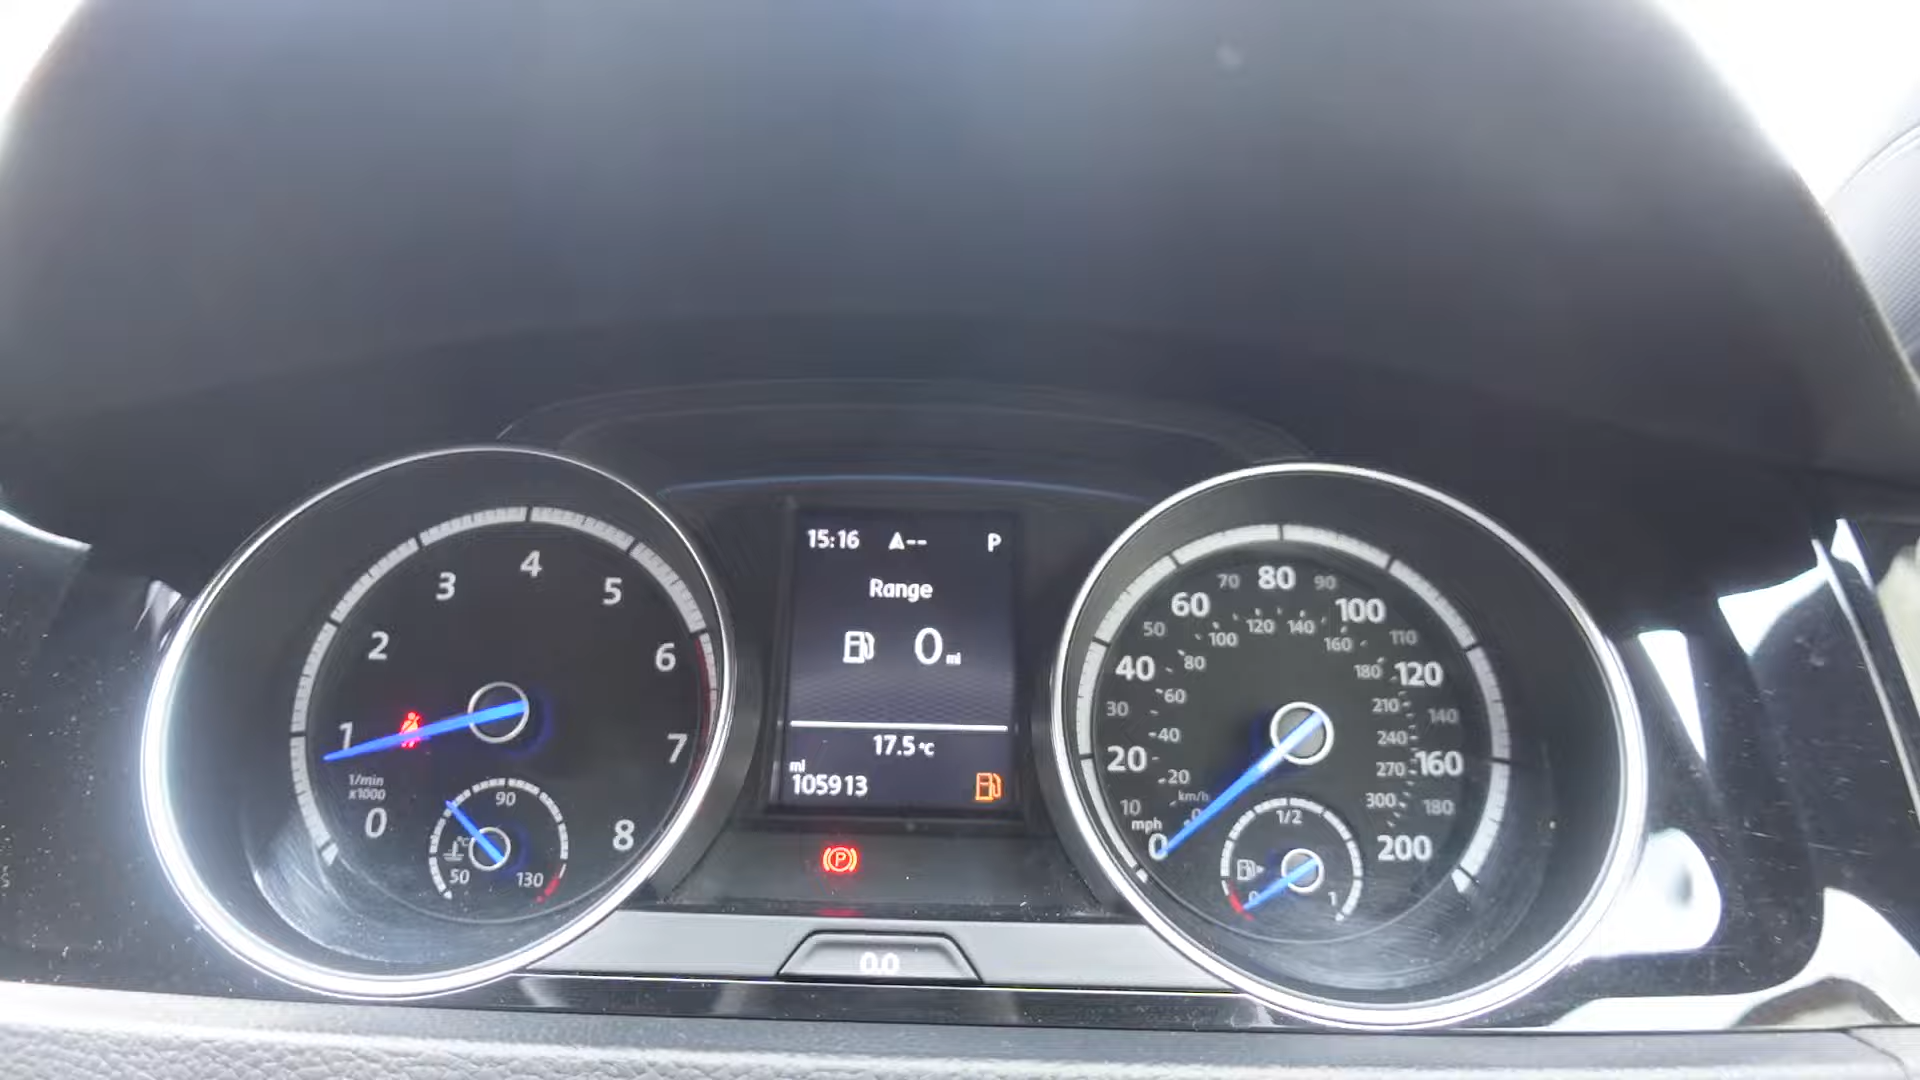 15:16 A-- P
Range
0 mi
17.5 °C
mi
105913
0.0
0 1 2 3 4 5 6 7 8
1/min
x1000
50 90 130
0 10 20 30 40 50 60 70 80 90 100 110 120 140 160 180 200
mph
km/h
0 20 40 60 80 100 120 140 160 180 210 240 270 300
0 1/2 1
P